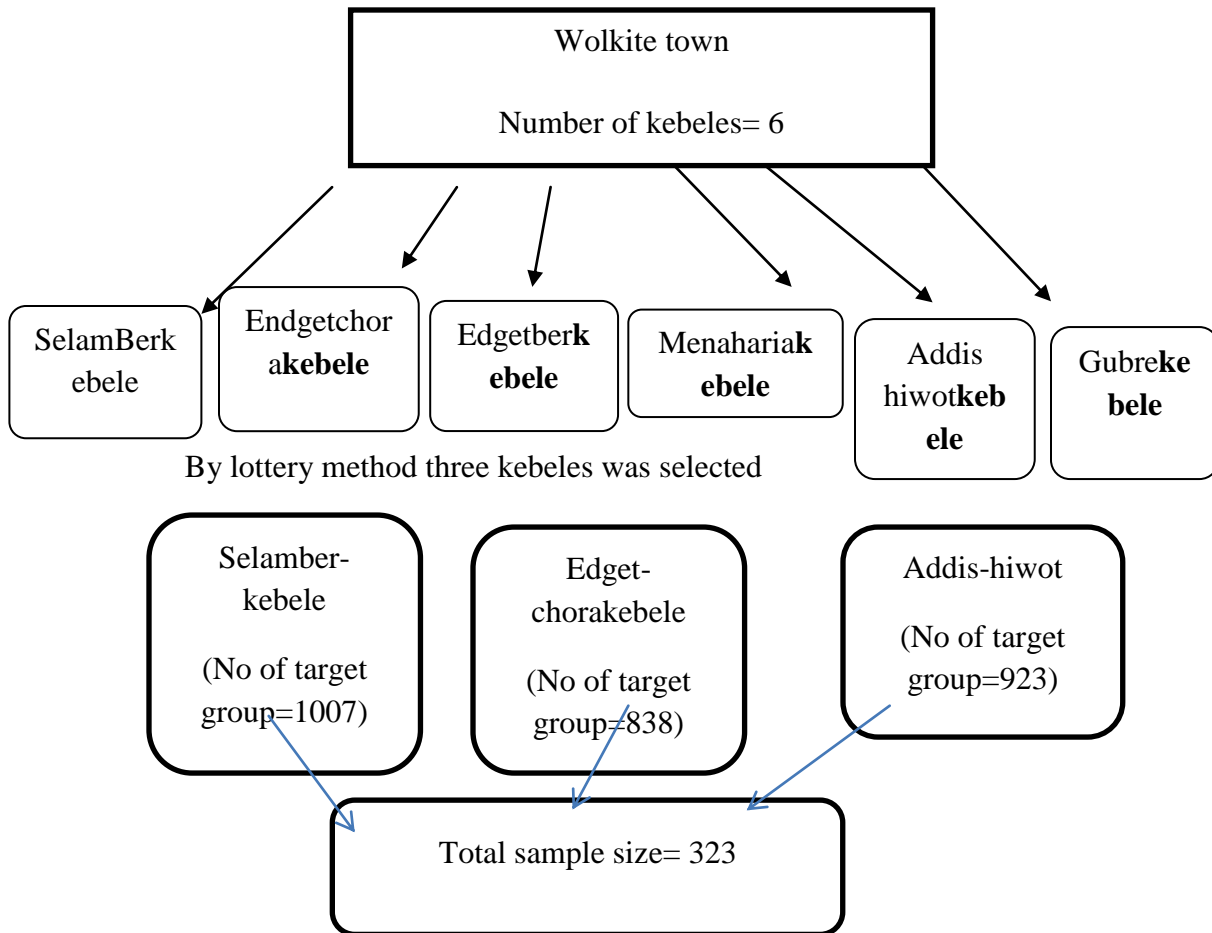 Wolkite town
Number of kebeles= 6
SelamBerk
ebele
Endgetchor
akebele
Edgetberk
ebele
Menahariak
ebele
Addis
hiwotkeb
ele
Gubreke
bele
By lottery method three kebeles was selected
Selamber-
kebele
(No of target
group=1007)
Edget-
chorakebele
(No of target
group=838)
Addis-hiwot
(No of target
group=923)
Total sample size= 323